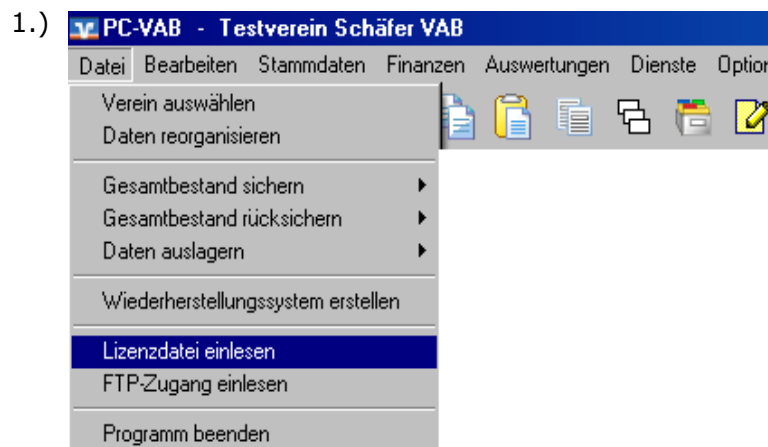 1.) PC-VAB - Testverein Schäfer VAB
Datei Bearbeiten Stammdaten Finanzen Auswertungen Dienste Option
Verein auswählen
Daten reorganisieren
Gesamtbestand sichern
Gesamtbestand rücksichern
Daten auslagern
Wiederherstellungssystem erstellen
Lizenzdatei einlesen
FTP-Zugang einlesen
Programm beenden